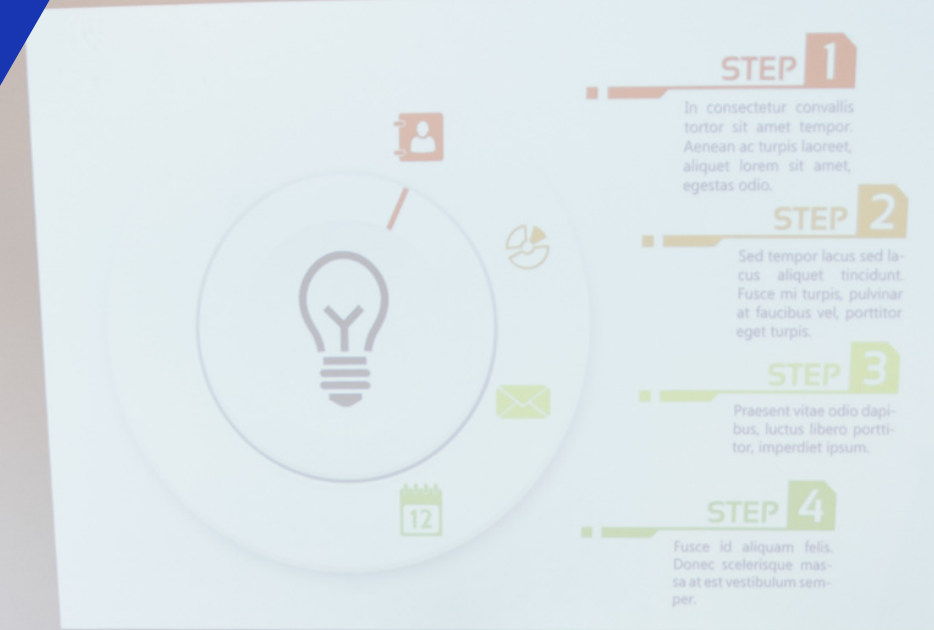 STEP 1
In consectetur convallis
tortor sit amet tempor.
Aenean ac turpis laoreet,
aliquet lorem sit amet,
egestas odio.
STEP 2
Sed tempor lacus sed la-
cus aliquet tincidunt.
Fusce mi turpis, pulvinar
at faucibus vel, porttitor
eget turpis.
STEP 3
Praesent vitae odio dapi-
bus, luctus libero portti-
tor, imperdiet ipsum.
STEP 4
Fusce id aliquam felis.
Donec scelerisque mas-
sa at est vestibulum sem-
per.
12